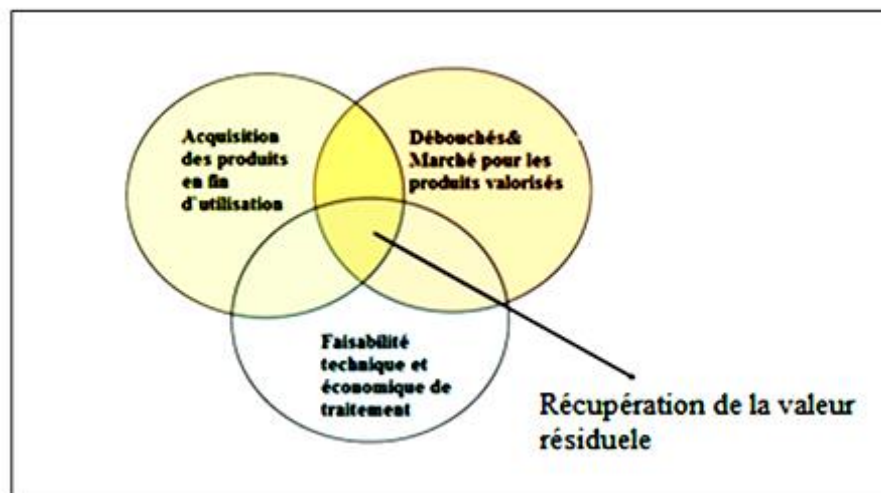 Acquisition
des produits
en fin
d'utilisation
Débouchés&
Marché pour les
produits valorisés
Faisabilité
technique et
économique de
traitement
Récupération de la valeur
résiduele